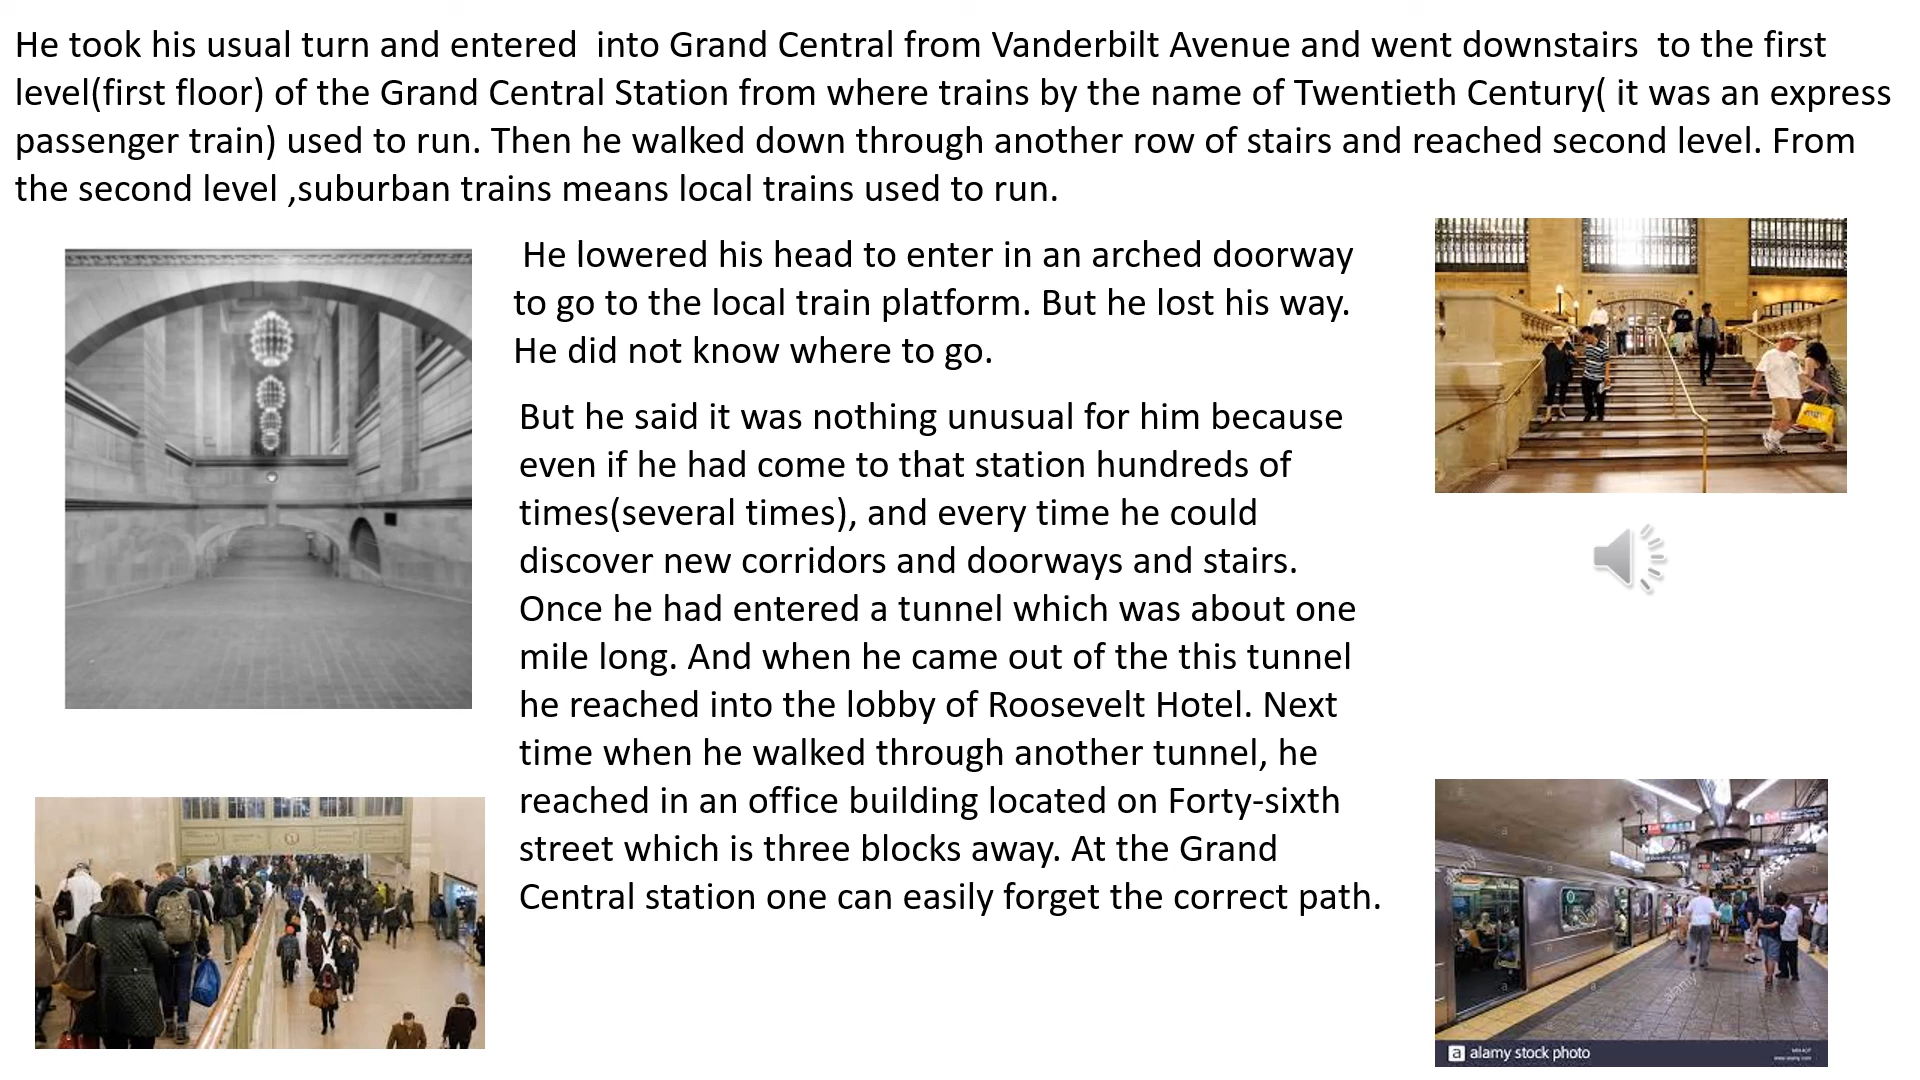 He took his usual turn and entered  into Grand Central from Vanderbilt Avenue and went downstairs  to the first
level(first floor) of the Grand Central Station from where trains by the name of Twentieth Century( it was an express
passenger train) used to run. Then he walked down through another row of stairs and reached second level. From
the second level ,suburban trains means local trains used to run.
He lowered his head to enter in an arched doorway
to go to the local train platform. But he lost his way.
He did not know where to go.
But he said it was nothing unusual for him because
even if he had come to that station hundreds of
times(several times), and every time he could
discover new corridors and doorways and stairs.
Once he had entered a tunnel which was about one
mile long. And when he came out of the this tunnel
he reached into the lobby of Roosevelt Hotel. Next
time when he walked through another tunnel, he
reached in an office building located on Forty-sixth
street which is three blocks away. At the Grand
Central station one can easily forget the correct path.
alamy
alamy
alamy
a alamy stock photo